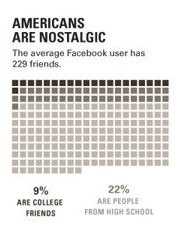 AMERICANS
ARE NOSTALGIC
The average Facebook user has
229 friends.
9%
ARE COLLEGE
FRIENDS
22%
ARE PEOPLE
FROM HIGH SCHOOL